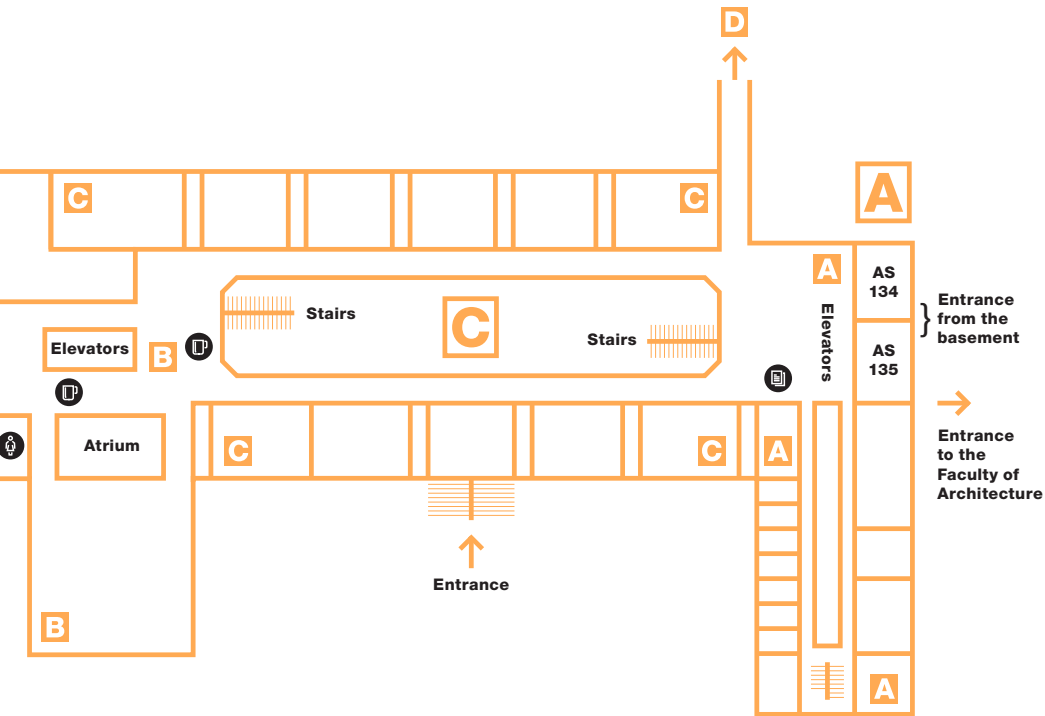 D
C
C
A
A
AS
134
Elevators
Entrance
from the
basement
Stairs
C
Stairs
Elevators
B
AS
135
Atrium
C
C
A
Entrance
to the
Faculty of
Architecture
Entrance
B
A